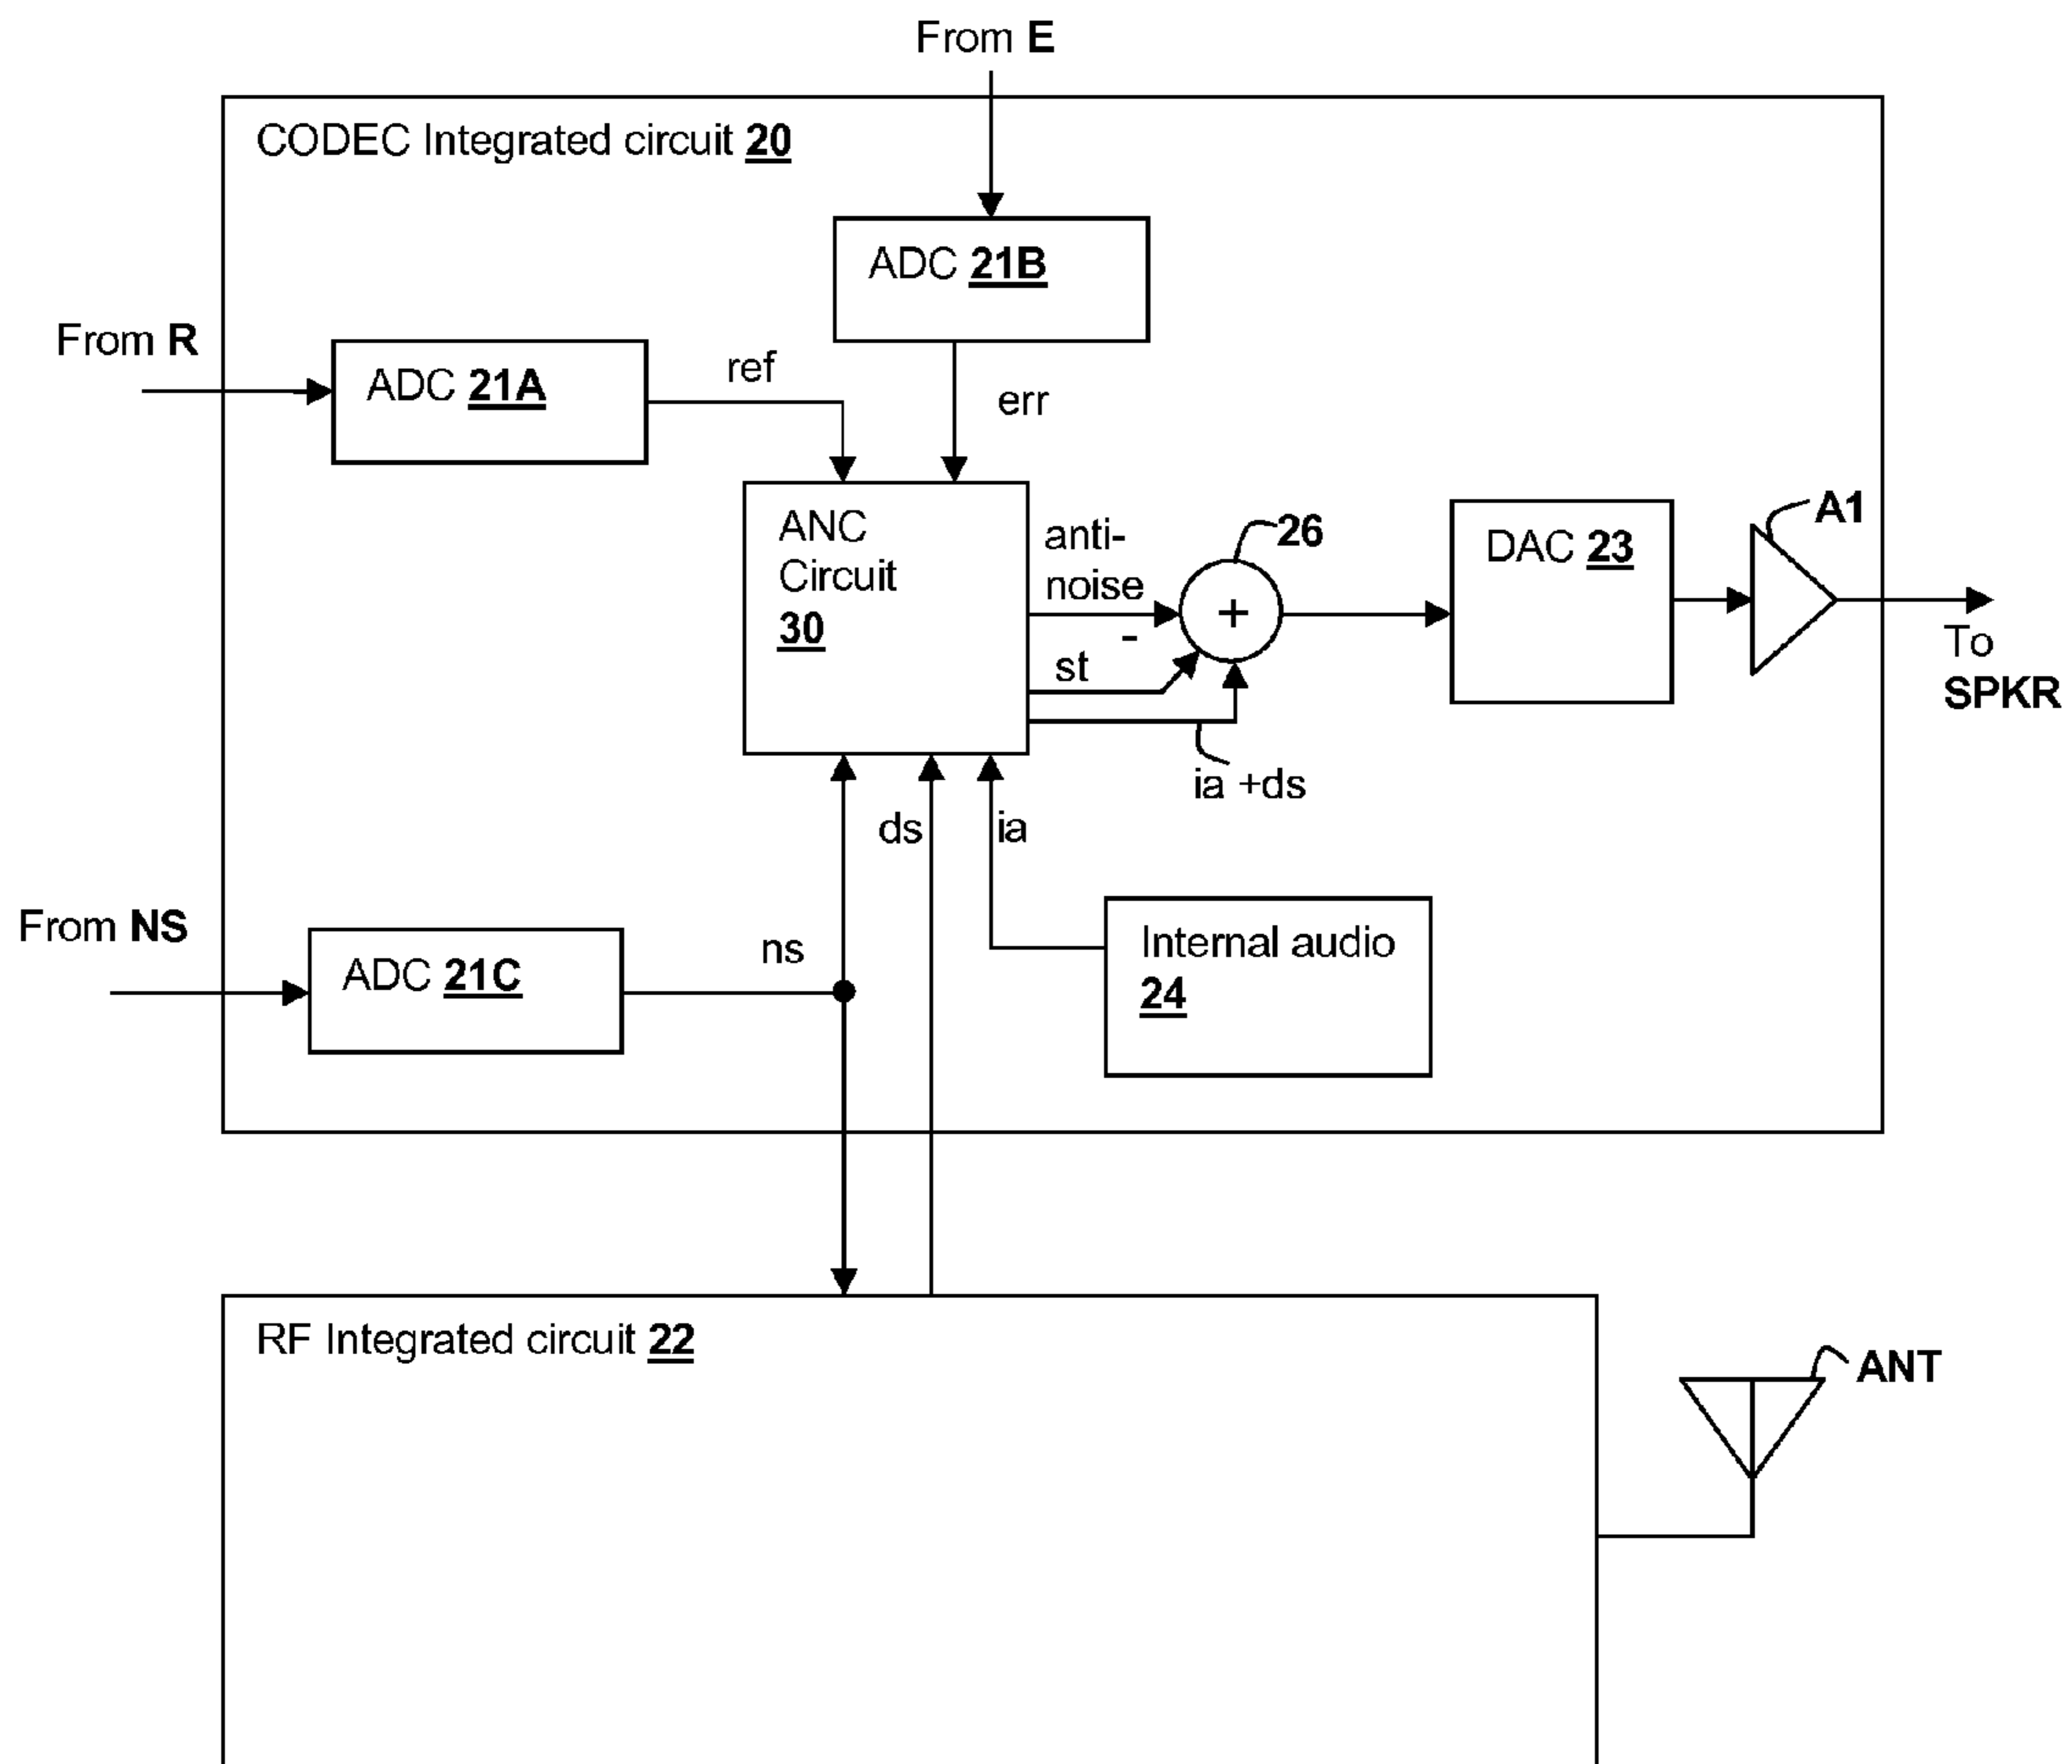 From E
CODEC Integrated circuit 20
ADC 21B
From R
ADC 21A
ref
err
ANC
Circuit
30
anti-
noise
-
st
26
+
DAC 23
A1
To
SPKR
ia +ds
ds
ia
From NS
ADC 21C
ns
Internal audio
24
RF Integrated circuit 22
ANT